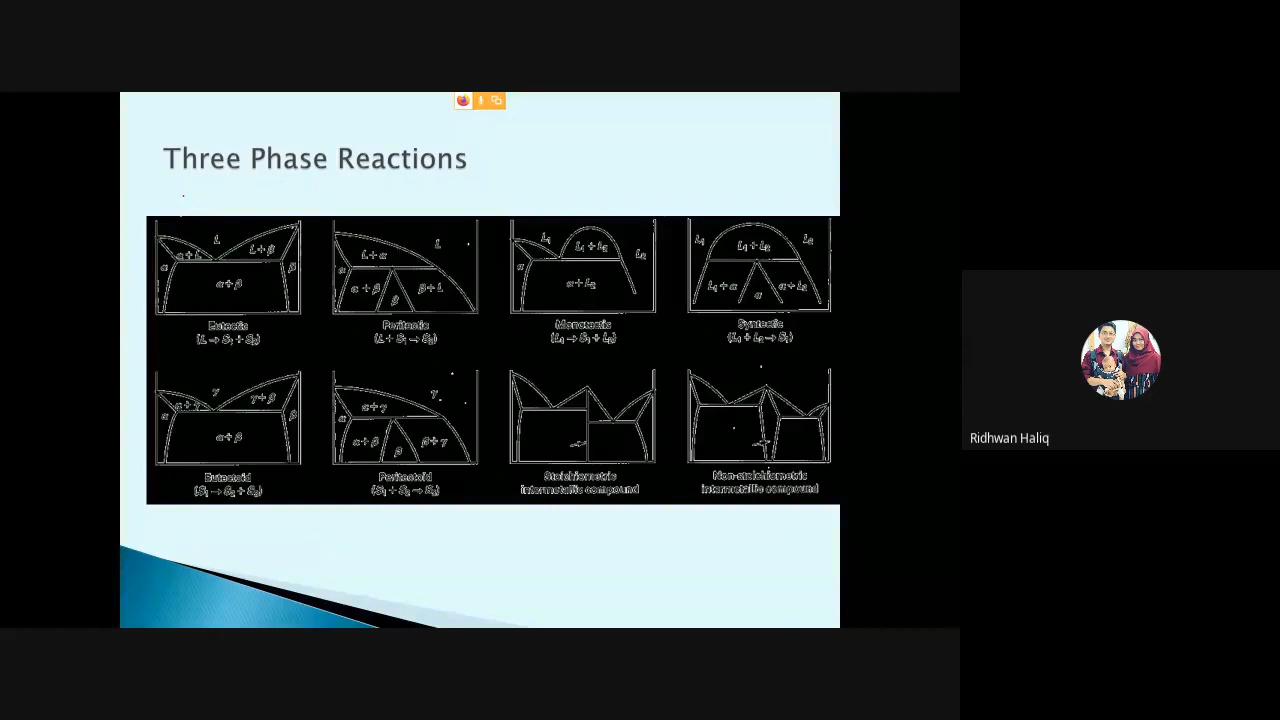 Three Phase Reactions
L
α+L
L+β
α
β
α+β
Eutectic
(L → S₁ + S₂)
L
L+α
α
α+β
β
β+L
Peritectic
(L + S₁ → S₂)
L₁
L₁+L₂
α
L₂
α+L₂
Monotectic
(L₁ → S₁ + L₂)
L₁
L₁+L₂
L₂
L₁+α
α
α+L₂
Syntectic
(L₁ + L₂ → S₁)
γ
α+γ
γ+β
α
β
α+β
Eutectoid
(S₁ → S₂ + S₃)
γ
α+γ
α
α+β
β
β+γ
Peritectoid
(S₁ + S₂ → S₃)
Stoichiometric
intermetallic compound
Non-stoichiometric
intermetallic compound
Ridhwan Haliq